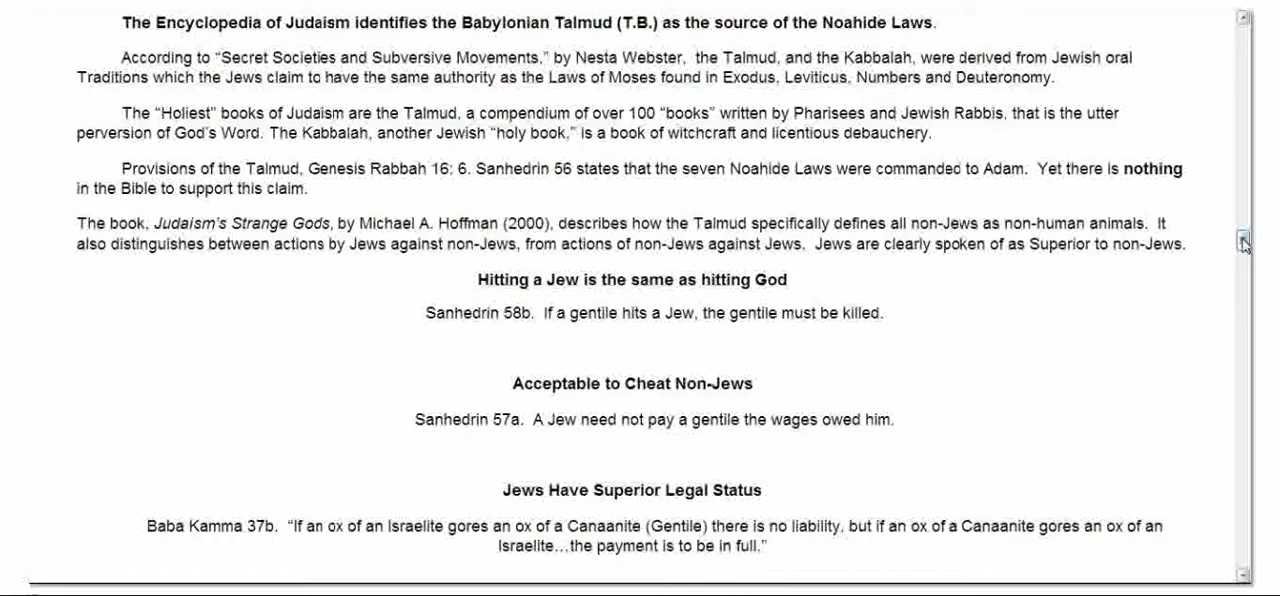 The Encyclopedia of Judaism identifies the Babylonian Talmud (T.B.) as the source of the Noahide Laws.
According to “Secret Societies and Subversive Movements,” by Nesta Webster, the Talmud, and the Kabbalah, were derived from Jewish oral
Traditions which the Jews claim to have the same authority as the Laws of Moses found in Exodus, Leviticus, Numbers and Deuteronomy.
The “Holiest” books of Judaism are the Talmud, a compendium of over 100 “books” written by Pharisees and Jewish Rabbis, that is the utter
perversion of God’s Word. The Kabbalah, another Jewish “holy book,” is a book of witchcraft and licentious debauchery.
Provisions of the Talmud, Genesis Rabbah 16: 6. Sanhedrin 56 states that the seven Noahide Laws were commanded to Adam. Yet there is nothing
in the Bible to support this claim.
The book, Judaism’s Strange Gods, by Michael A. Hoffman (2000), describes how the Talmud specifically defines all non-Jews as non-human animals. It
also distinguishes between actions by Jews against non-Jews, from actions of non-Jews against Jews. Jews are clearly spoken of as Superior to non-Jews.
Hitting a Jew is the same as hitting God
Sanhedrin 58b. If a gentile hits a Jew, the gentile must be killed.
Acceptable to Cheat Non-Jews
Sanhedrin 57a. A Jew need not pay a gentile the wages owed him.
Jews Have Superior Legal Status
Baba Kamma 37b. “If an ox of an Israelite gores an ox of a Canaanite (Gentile) there is no liability, but if an ox of a Canaanite gores an ox of an
Israelite...the payment is to be in full.”